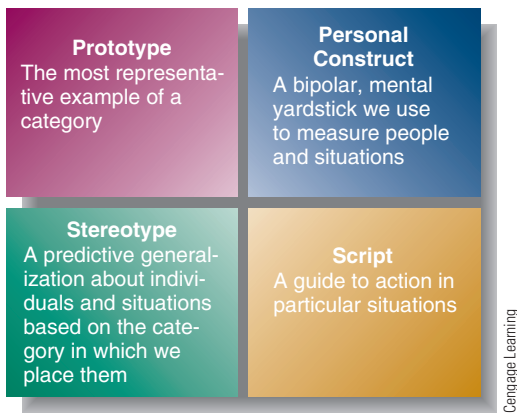 Prototype
The most representa-
tive example of a
category
Personal
Construct
A bipolar, mental
yardstick we use
to measure people
and situations
Stereotype
A predictive general-
ization about indivi-
duals and situations
based on the cate-
gory in which we
place them
Script
A guide to action in
particular situations
Cengage Learning